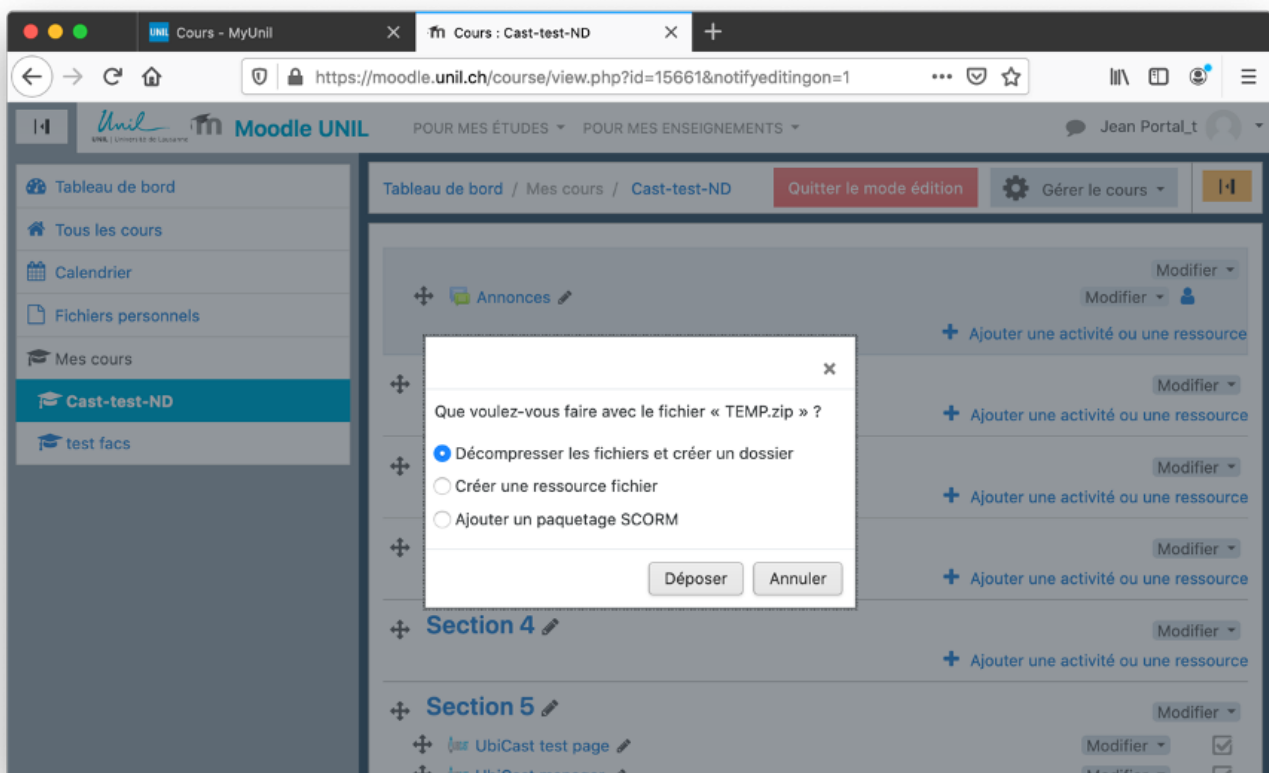 UNIL Cours - MyUnil
Cours : Cast-test-ND
https://moodle.unil.ch/course/view.php?id=15661&notifyeditingon=1
Unil
UNIL | Université de Lausanne
Moodle UNIL
POUR MES ÉTUDES
POUR MES ENSEIGNEMENTS
Jean Portal_t
Tableau de bord
Tous les cours
Calendrier
Fichiers personnels
Mes cours
Cast-test-ND
test facs
Tableau de bord / Mes cours / Cast-test-ND
Quitter le mode édition
Gérer le cours
Modifier
Annonces
Modifier
Ajouter une activité ou une ressource
Modifier
Ajouter une activité ou une ressource
Modifier
Ajouter une activité ou une ressource
Modifier
Ajouter une activité ou une ressource
Que voulez-vous faire avec le fichier « TEMP.zip » ?
Décompresser les fichiers et créer un dossier
Créer une ressource fichier
Ajouter un paquetage SCORM
Déposer
Annuler
Section 4
Modifier
Ajouter une activité ou une ressource
Section 5
Modifier
UbiCast test page
Modifier